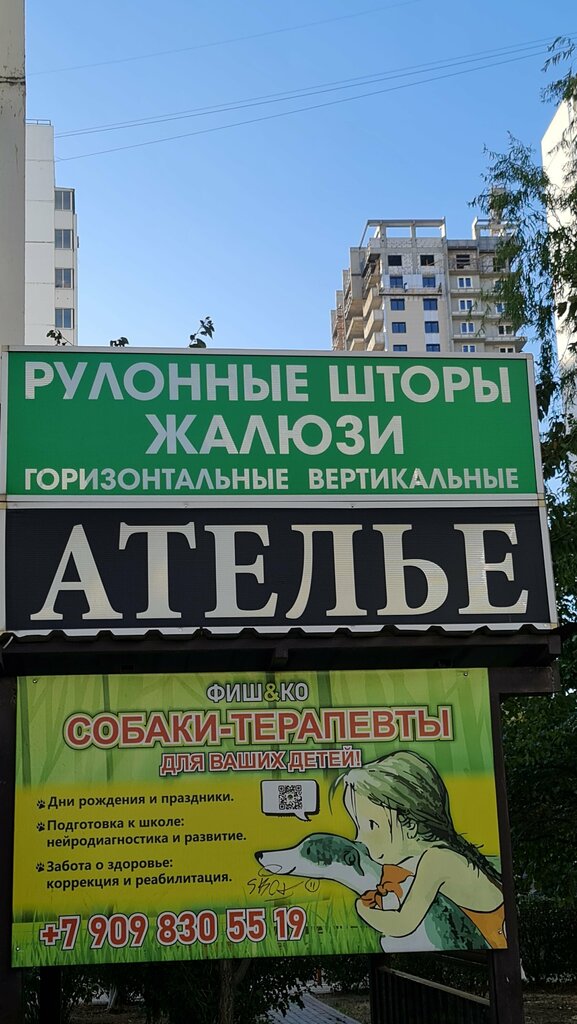 РУЛОННЫЕ ШТОРЫ
ЖАЛЮЗИ
ГОРИЗОНТАЛЬНЫЕ ВЕРТИКАЛЬНЫЕ
АТЕЛЬЕ
ФИШ&КО
СОБАКИ-ТЕРАПЕВТЫ
ДЛЯ ВАШИХ ДЕТЕЙ!
Дни рождения и праздники.
Подготовка к школе:
нейродиагностика и развитие.
Забота о здоровье:
коррекция и реабилитация.
+7 909 830 55 19